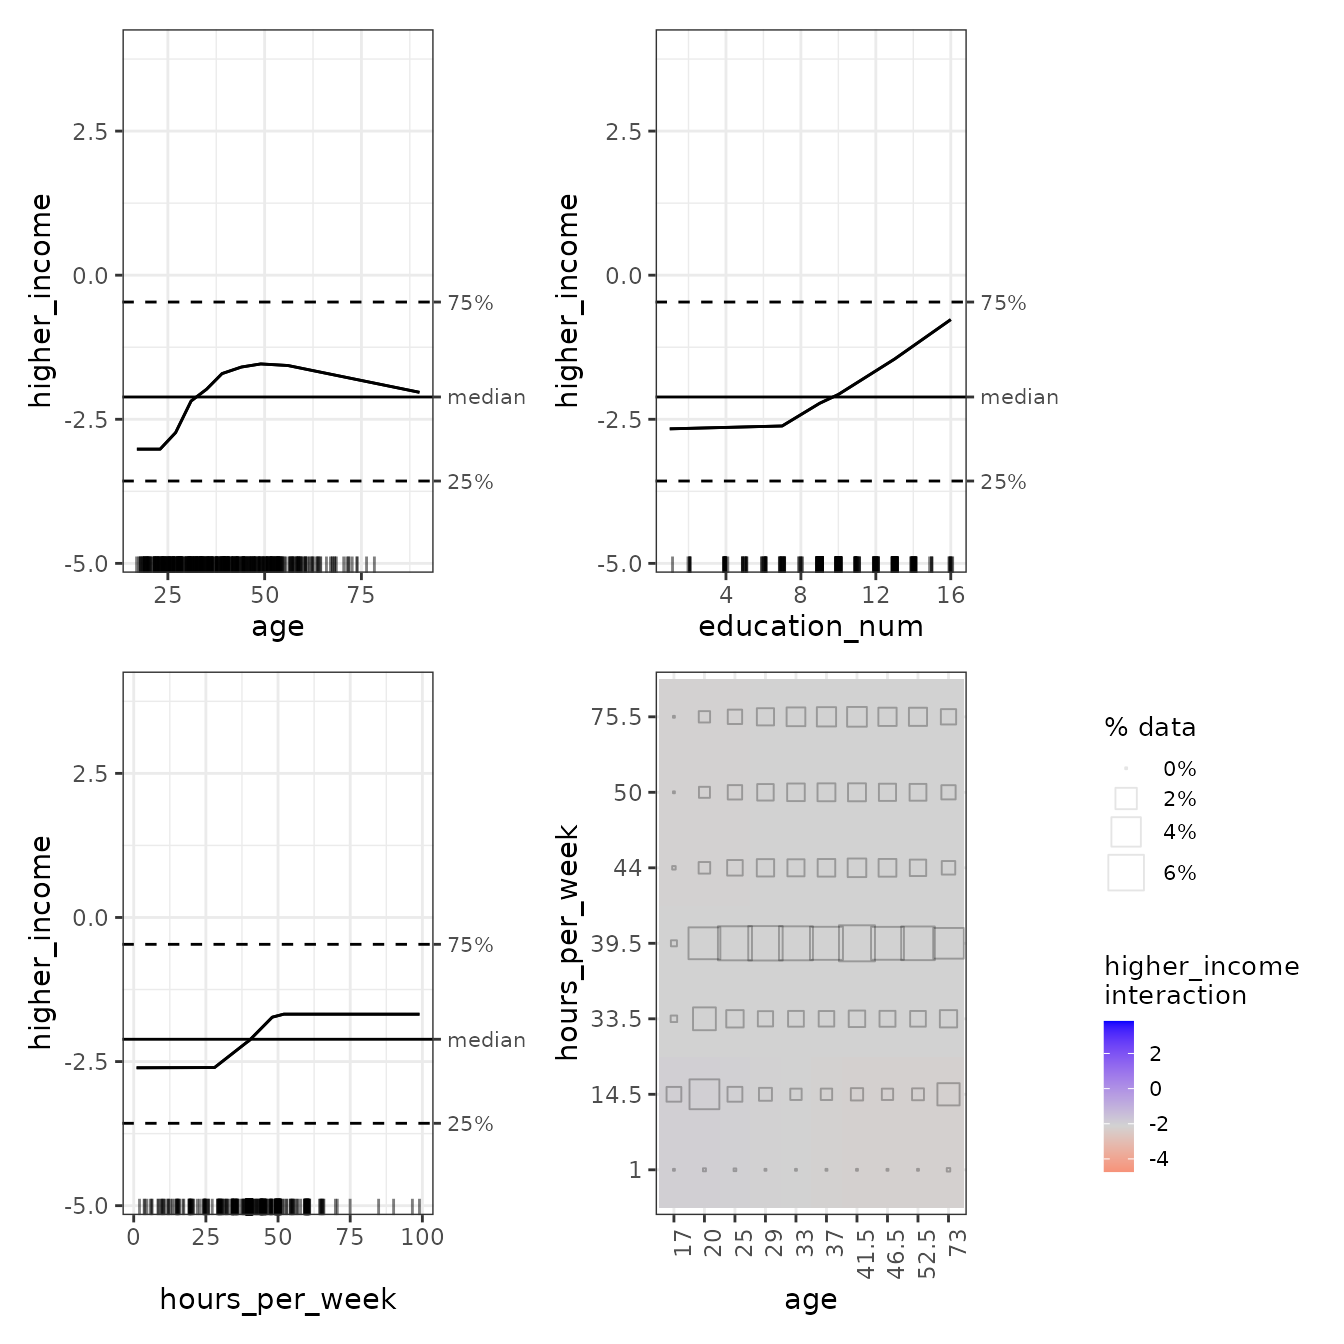 higher_income
2.5
0.0
-2.5
-5.0
75%
median
25%
25 50 75
age
higher_income
2.5
0.0
-2.5
-5.0
75%
median
25%
4 8 12 16
education_num
higher_income
2.5
0.0
-2.5
-5.0
75%
median
25%
0 25 50 75 100
hours_per_week
hours_per_week
75.5
50
44
39.5
33.5
14.5
1
17 20 25 29 33 37 41.5 46.5 52.5 73
age
% data
0%
2%
4%
6%
higher_income
interaction
2
0
-2
-4